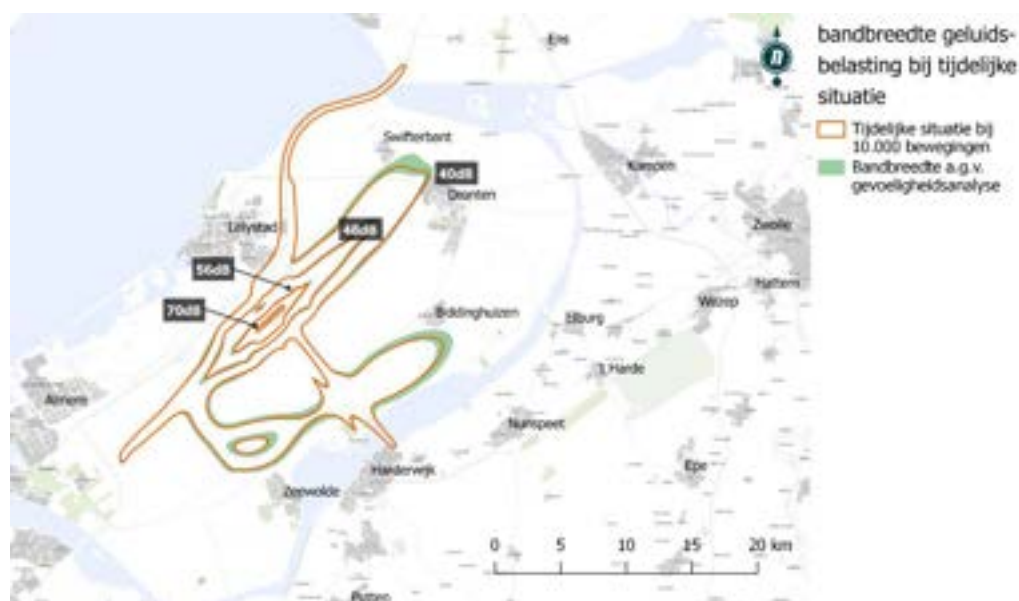 bandbreedte geluids-
belasting bij tijdelijke
situatie
Tijdelijke situatie bij
10.000 bewegingen
Bandbreedte a.g.v.
gevoeligheidsanalyse
n
Ens
Swifterbant
Kampen
40dB
Dronten
Lelystad
48dB
Zwolle
56dB
Hattem
70dB
Wezep
Biddinghuizen
Elburg
't Harde
Almere
Nunspeet
Harderwijk
Epe
Zeewolde
0 5 10 15 20 km
Putten